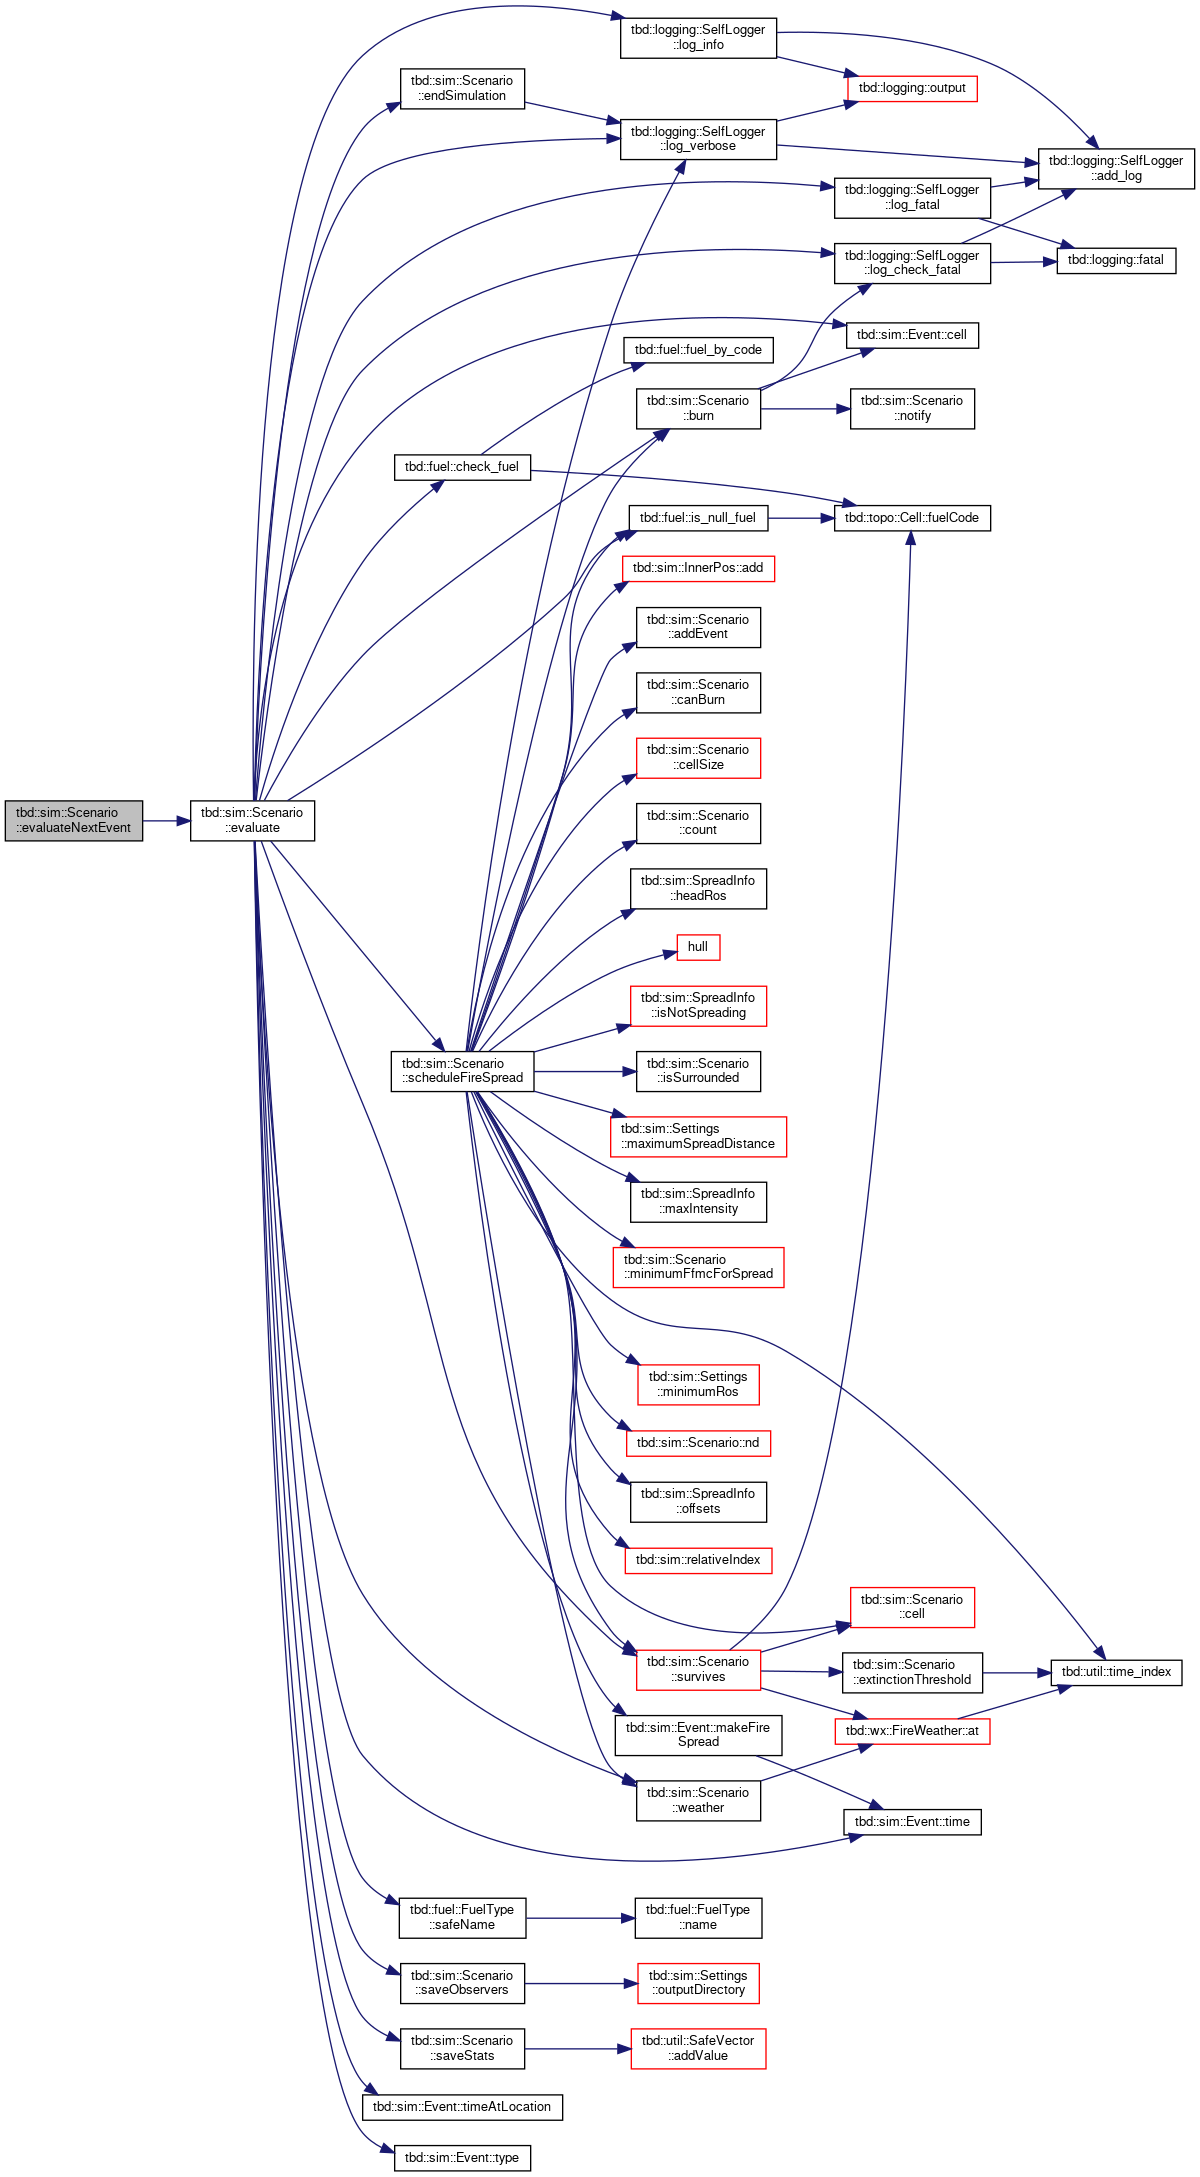 tbd::sim::Scenario
::evaluateNextEvent
tbd::sim::Scenario
::evaluate
tbd::sim::Scenario
::endSimulation
tbd::fuel::check_fuel
tbd::sim::Scenario
::scheduleFireSpread
tbd::fuel::FuelType
::safeName
tbd::sim::Scenario
::saveObservers
tbd::sim::Scenario
::saveStats
tbd::sim::Event::timeAtLocation
tbd::sim::Event::type
tbd::logging::SelfLogger
::log_info
tbd::logging::SelfLogger
::log_verbose
tbd::fuel::fuel_by_code
tbd::sim::Scenario
::burn
tbd::fuel::is_null_fuel
tbd::sim::InnerPos::add
tbd::sim::Scenario
::addEvent
tbd::sim::Scenario
::canBurn
tbd::sim::Scenario
::cellSize
tbd::sim::Scenario
::count
tbd::sim::SpreadInfo
::headRos
hull
tbd::sim::SpreadInfo
::isNotSpreading
tbd::sim::Scenario
::isSurrounded
tbd::sim::Settings
::maximumSpreadDistance
tbd::sim::SpreadInfo
::maxIntensity
tbd::sim::Scenario
::minimumFfmcForSpread
tbd::sim::Settings
::minimumRos
tbd::sim::Scenario::nd
tbd::sim::SpreadInfo
::offsets
tbd::sim::relativeIndex
tbd::sim::Scenario
::survives
tbd::sim::Event::makeFire
Spread
tbd::sim::Scenario
::weather
tbd::fuel::FuelType
::name
tbd::sim::Settings
::outputDirectory
tbd::util::SafeVector
::addValue
tbd::logging::output
tbd::logging::SelfLogger
::log_fatal
tbd::logging::SelfLogger
::log_check_fatal
tbd::sim::Event::cell
tbd::sim::Scenario
::notify
tbd::topo::Cell::fuelCode
tbd::sim::Scenario
::cell
tbd::sim::Scenario
::extinctionThreshold
tbd::wx::FireWeather::at
tbd::sim::Event::time
tbd::logging::SelfLogger
::add_log
tbd::logging::fatal
tbd::util::time_index